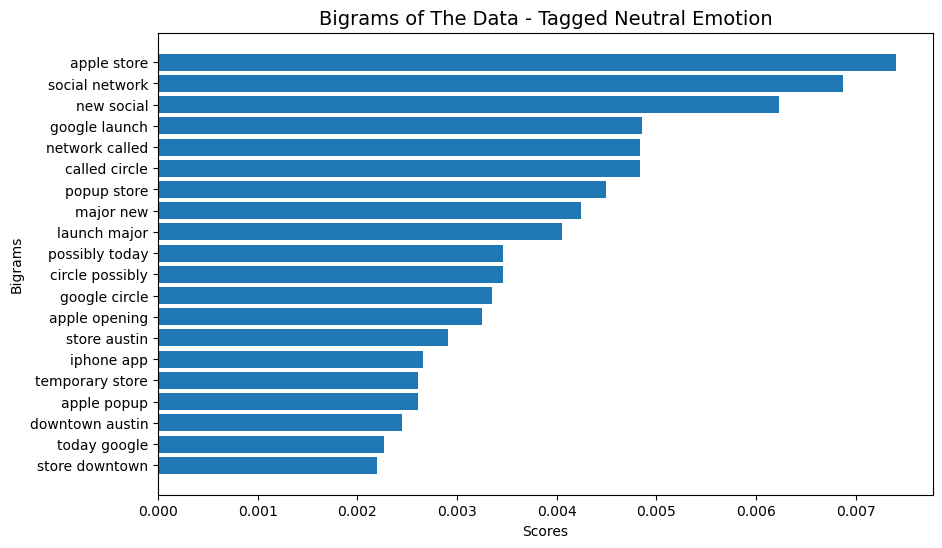 Bigrams of The Data - Tagged Neutral Emotion
apple store
social network
new social
google launch
network called
called circle
popup store
major new
launch major
possibly today
circle possibly
google circle
apple opening
store austin
iphone app
temporary store
apple popup
downtown austin
today google
store downtown
Bigrams
0.000 0.001 0.002 0.003 0.004 0.005 0.006 0.007
Scores